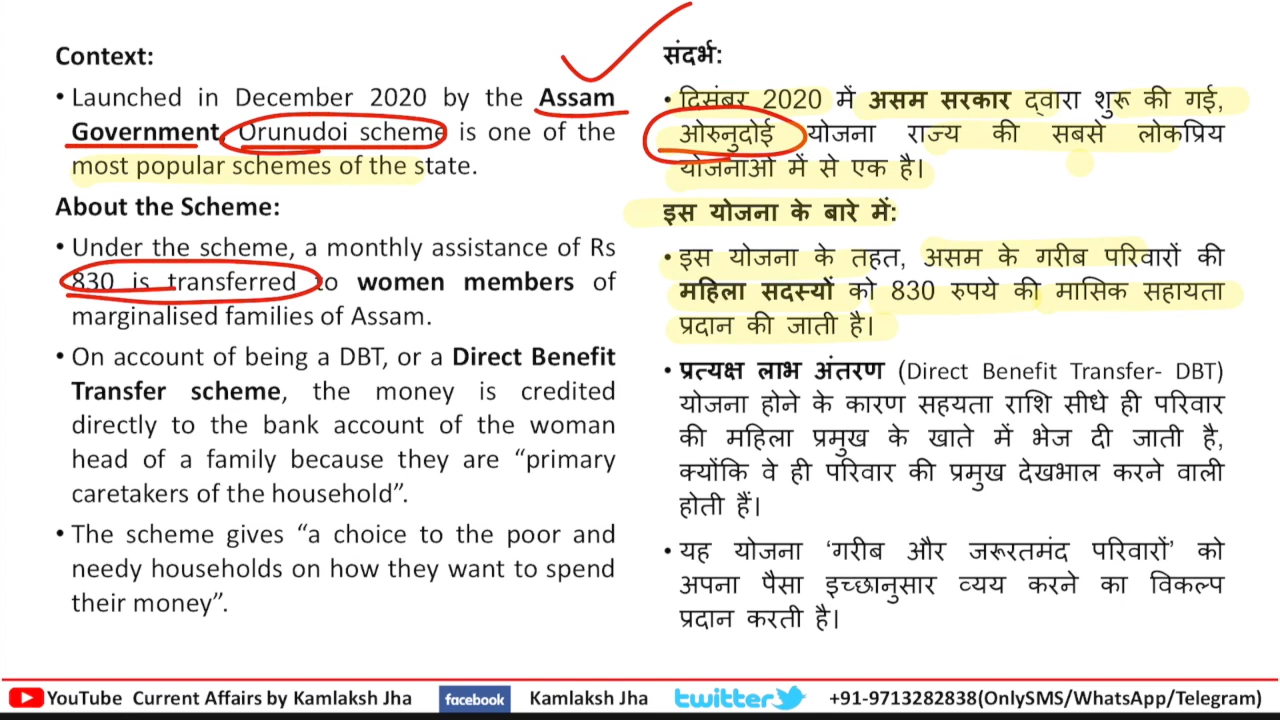 Context:
• Launched in December 2020 by the Assam
Government, Orunudoi scheme is one of the
most popular schemes of the state.
About the Scheme:
• Under the scheme, a monthly assistance of Rs
830 is transferred to women members of
marginalised families of Assam.
• On account of being a DBT, or a Direct Benefit
Transfer scheme, the money is credited
directly to the bank account of the woman
head of a family because they are “primary
caretakers of the household”.
• The scheme gives “a choice to the poor and
needy households on how they want to spend
their money”.
संदर्भ:
• दिसंबर 2020 में असम सरकार द्वारा शुरू की गई,
ओरुनुदोई योजना राज्य की सबसे लोकप्रिय
योजनाओं में से एक है।
इस योजना के बारे में:
• इस योजना के तहत, असम के गरीब परिवारों की
महिला सदस्यों को 830 रुपये की मासिक सहायता
प्रदान की जाती है।
• प्रत्यक्ष लाभ अंतरण (Direct Benefit Transfer- DBT)
योजना होने के कारण सहयता राशि सीधे ही परिवार
की महिला प्रमुख के खाते में भेज दी जाती है,
क्योंकि वे ही परिवार की प्रमुख देखभाल करने वाली
होती हैं।
• यह योजना ‘गरीब और जरूरतमंद परिवारों’ को
अपना पैसा इच्छानुसार व्यय करने का विकल्प
प्रदान करती है।
YouTube Current Affairs by Kamlaksh Jha facebook Kamlaksh Jha twitter +91-9713282838(OnlySMS/WhatsApp/Telegram)